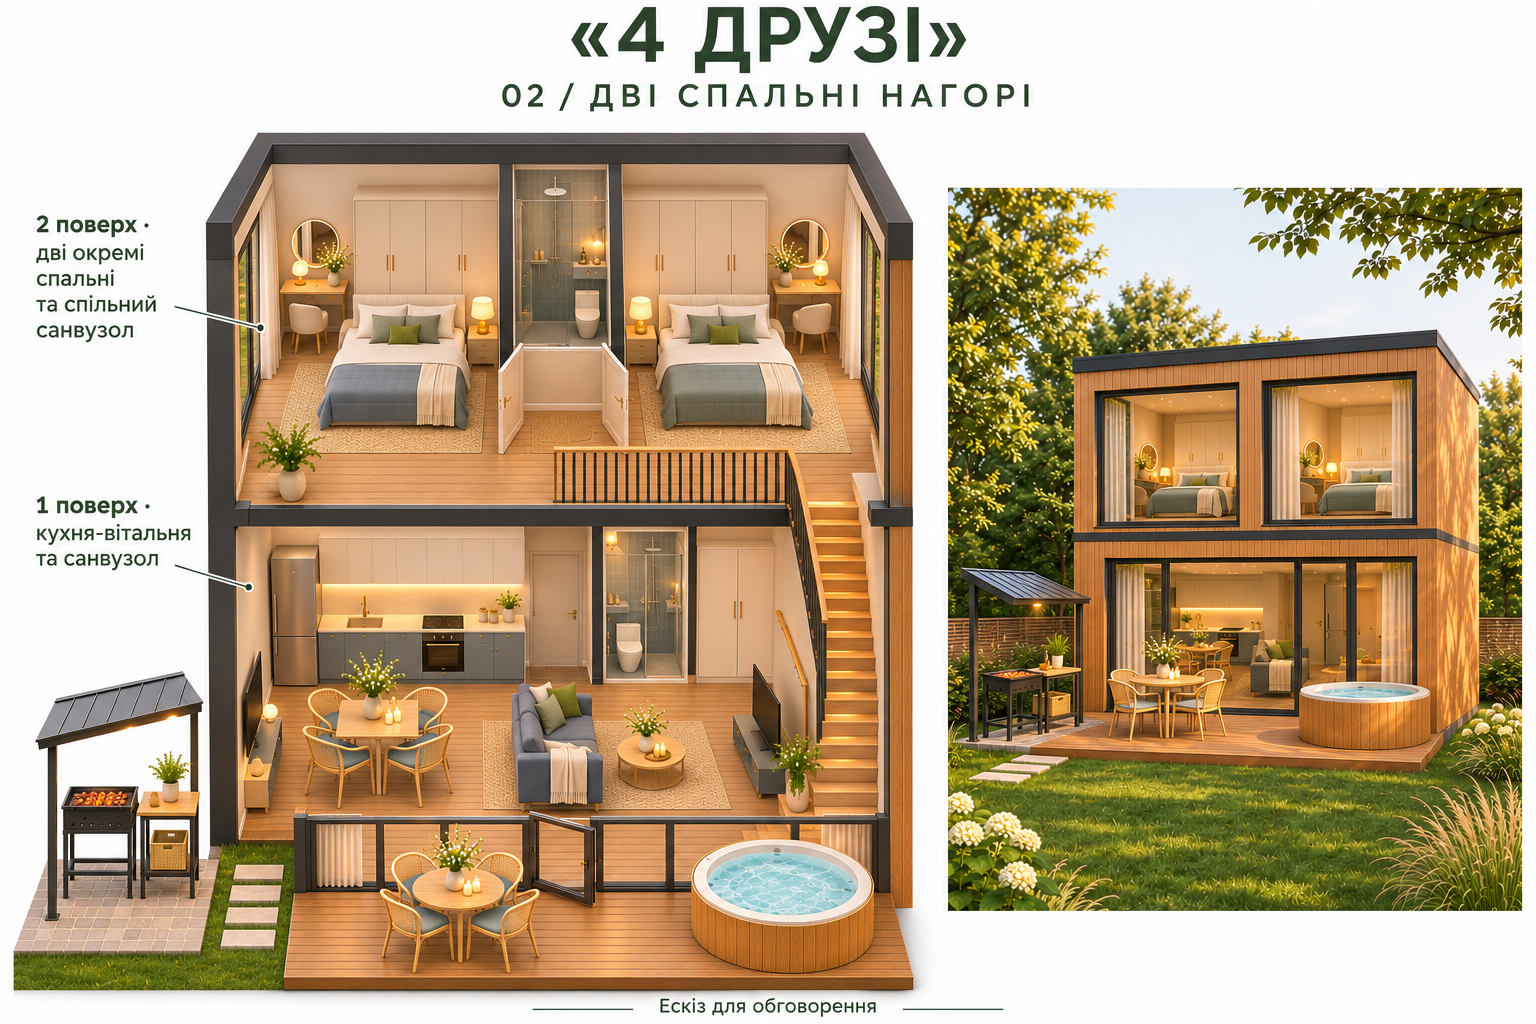 «4 ДРУЗІ»
02 / ДВІ СПАЛЬНІ НАГОРІ
2 поверх ·
дві окремі
спальні
та спільний
санвузол
1 поверх ·
кухня-вітальня
та санвузол
Ескіз для обговорення